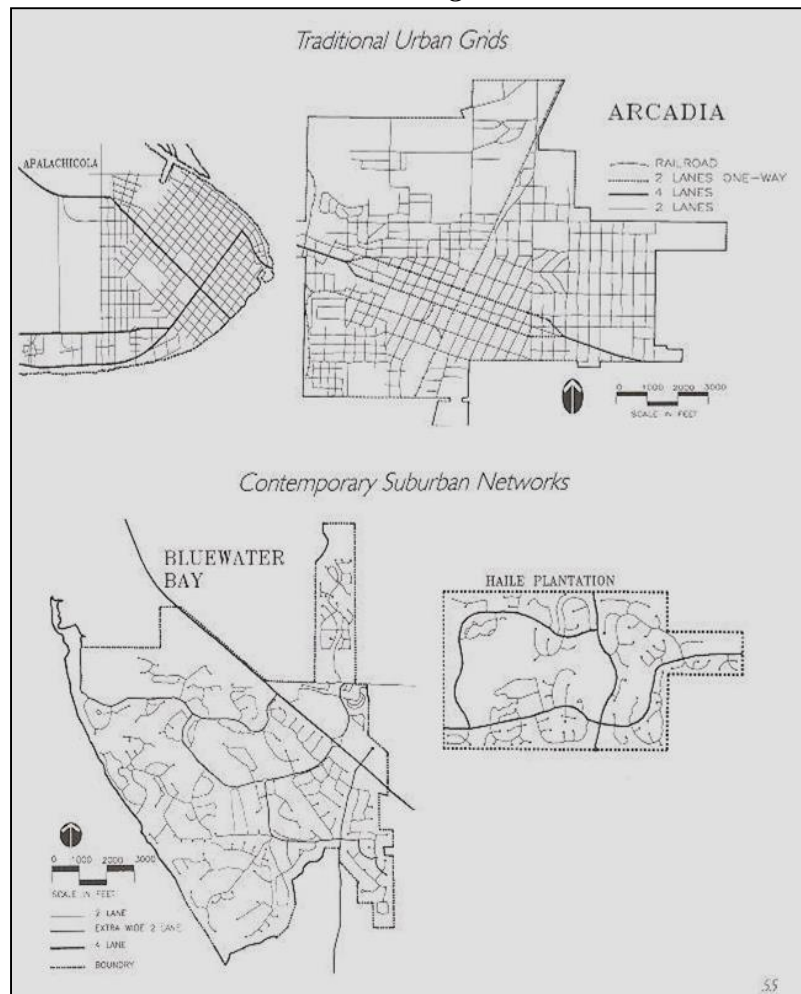 Traditional Urban Grids
APALACHICOLA
ARCADIA
RAILROAD
2 LANES ONE-WAY
4 LANES
2 LANES
0 1000 2000 3000
SCALE IN FEET
Contemporary Suburban Networks
BLUEWATER
BAY
HAILE PLANTATION
0 1000 2000 3000
SCALE IN FEET
2 LANE
EXTRA WIDE 2 LANE
4 LANE
BOUNDRY
55